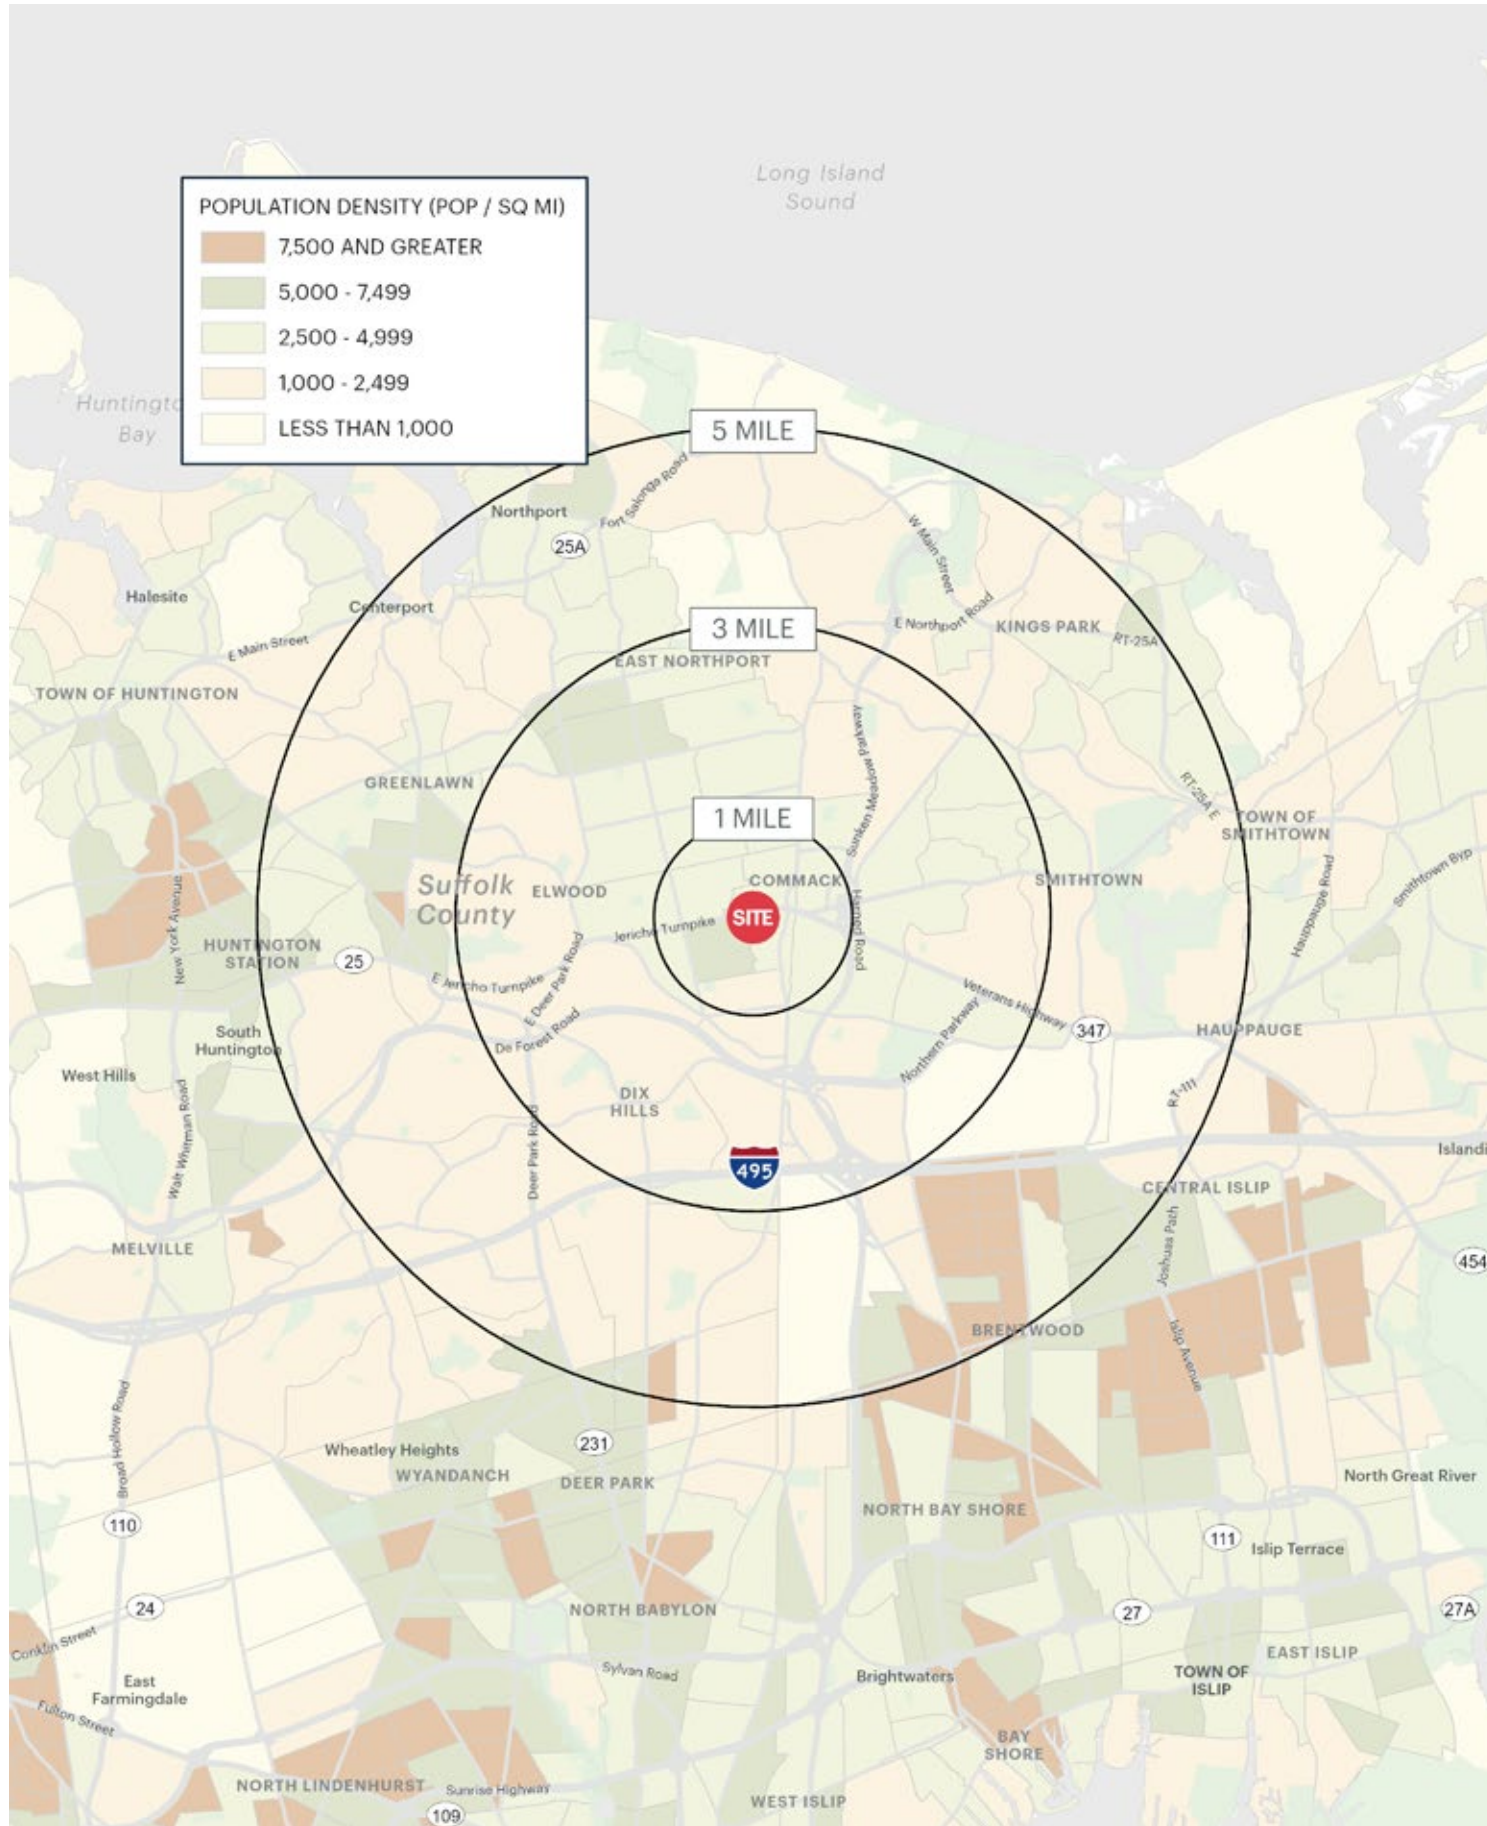 Long Island
Sound
POPULATION DENSITY (POP / SQ MI)
7,500 AND GREATER
5,000 - 7,499
2,500 - 4,999
1,000 - 2,499
LESS THAN 1,000
Huntingto
Bay
5 MILE
Northport
Fort Salonga Road
25A
W Main Street
Halesite
Centerport
E Northport Road
KINGS PARK
RT-25A
3 MILE
E Main Street
EAST NORTHPORT
TOWN OF HUNTINGTON
Sunken Meadow Parkway
GREENLAWN
RT-25A E
1 MILE
TOWN OF
SMITHTOWN
Smithtown Byp
Suffolk
County
ELWOOD
COMMACK
SMITHTOWN
SITE
Jericho Turnpike
Harned Road
Hauppauge Road
New York Avenue
HUNTINGTON
STATION
25
E Jericho Turnpike
E Deer Park Road
Veterans Highway
Northern Parkway
347
HAUPPAUGE
South
Huntington
De Forest Road
West Hills
DIX
HILLS
RT-111
Walt Whitman Road
Deer Park Road
495
Islandi
CENTRAL ISLIP
MELVILLE
Joshuas Path
454
BRENTWOOD
Islip Avenue
Broad Hollow Road
Wheatley Heights
WYANDANCH
231
DEER PARK
North Great River
NORTH BAY SHORE
110
111
Islip Terrace
24
NORTH BABYLON
27
27A
Conklin Street
EAST ISLIP
East
Farmingdale
Sylvan Road
Brightwaters
TOWN OF
ISLIP
Fulton Street
BAY
SHORE
NORTH LINDENHURST
Sunrise Highway
109
WEST ISLIP